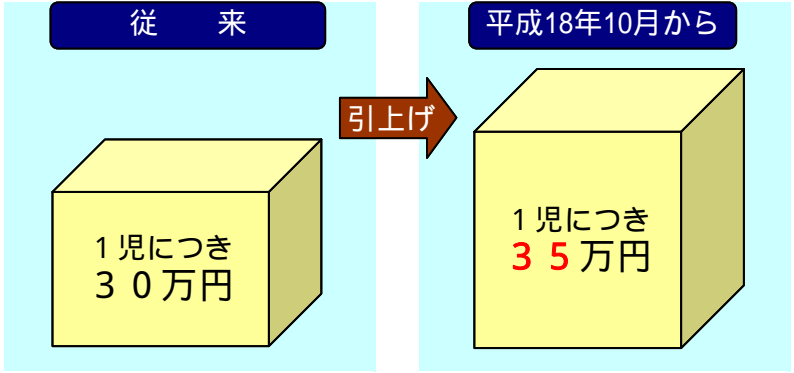 従　来
平成18年10月から
引上げ
１児につき
３０万円
１児につき
３５万円